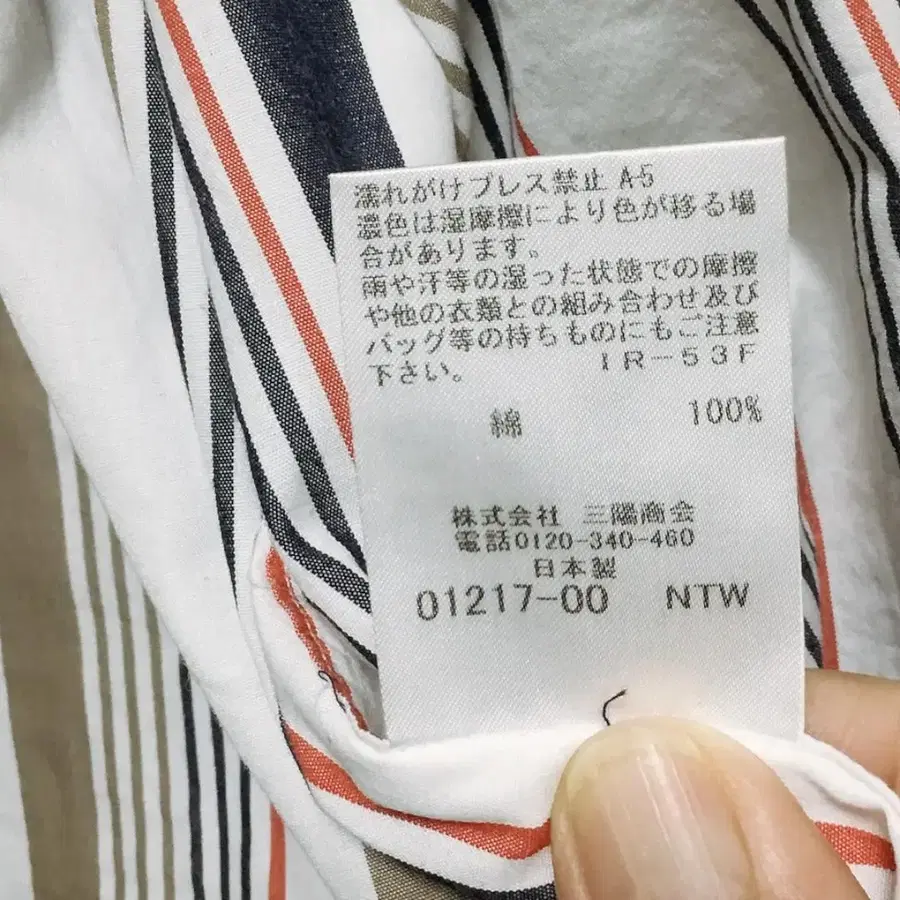 濡れがけプレス禁止 A-5
濃色は湿摩擦により色が移る場
合があります。
雨や汗等の湿った状態での摩擦
や他の衣類との組み合わせ及び
バッグ等の持ちものにもご注意
下さい。 IR-53F
綿 100%
株式会社 三陽商会
電話0120-340-460
日本製
01217-00 NTW